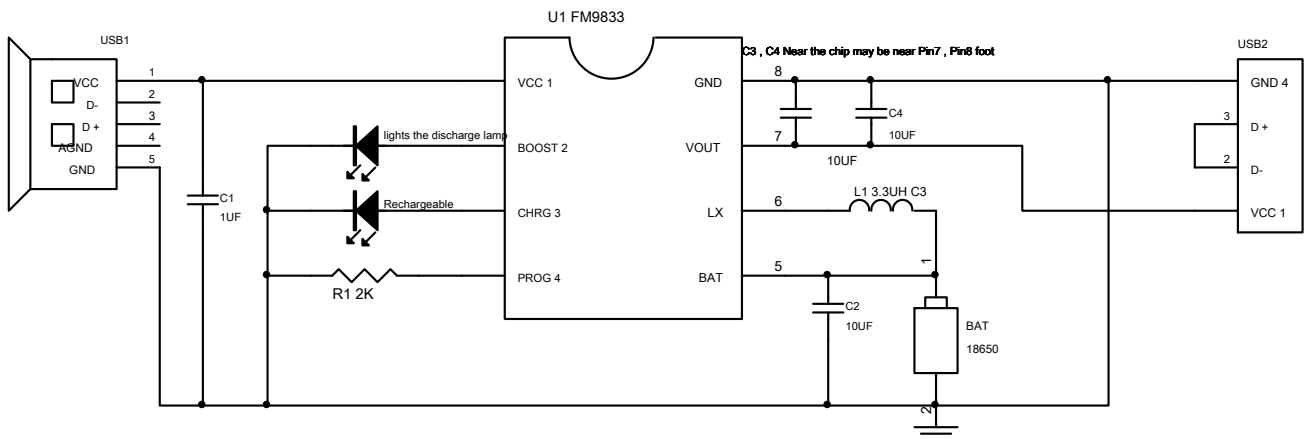 U1 FM9833
USB1
VCC
D-
D +
AGND
GND
1
2
3
4
5
C1
1UF
lights the discharge lamp
Rechargeable
R1 2K
VCC 1
BOOST 2
CHRG 3
PROG 4
GND
VOUT
LX
BAT
C3 , C4 Near the chip may be near Pin7 , Pin8 foot
8
7
6
5
C4
10UF
10UF
L1 3.3UH C3
1
C2
10UF
BAT
18650
2
USB2
GND 4
3
D +
2
D-
VCC 1